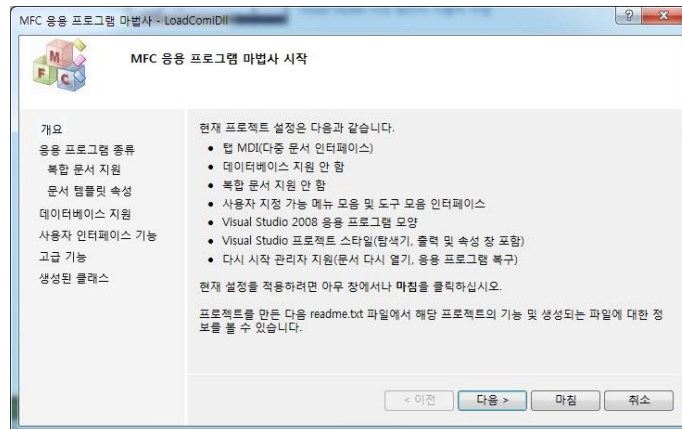 MFC 응용 프로그램 마법사 - LoadComiDll
MFC 응용 프로그램 마법사 시작
개요
응용 프로그램 종류
복합 문서 지원
문서 템플릿 속성
데이터베이스 지원
사용자 인터페이스 기능
고급 기능
생성된 클래스
현재 프로젝트 설정은 다음과 같습니다.
• 탭 MDI(다중 문서 인터페이스)
• 데이터베이스 지원 안 함
• 복합 문서 지원 안 함
• 사용자 지정 가능 메뉴 모음 및 도구 모음 인터페이스
• Visual Studio 2008 응용 프로그램 모양
• Visual Studio 프로젝트 스타일(탐색기, 출력 및 속성 창 포함)
• 다시 시작 관리자 지원(문서 다시 열기, 응용 프로그램 복구)
현재 설정을 적용하려면 아무 창에서나 마침을 클릭하십시오.
프로젝트를 만든 다음 readme.txt 파일에서 해당 프로젝트의 기능 및 생성되는 파일에 대한 정
보를 볼 수 있습니다.
< 이전 다음 > 마침 취소